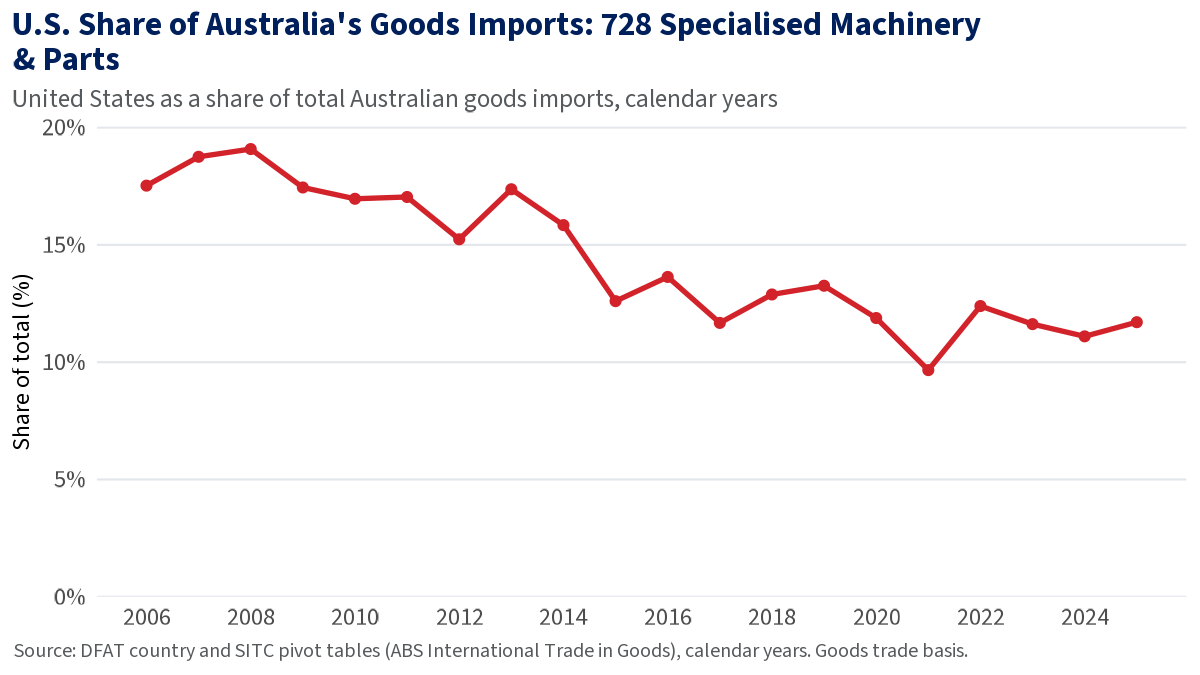 U.S. Share of Australia's Goods Imports: 728 Specialised Machinery
& Parts
United States as a share of total Australian goods imports, calendar years
Share of total (%)
20%
15%
10%
5%
0%
2006 2008 2010 2012 2014 2016 2018 2020 2022 2024
Source: DFAT country and SITC pivot tables (ABS International Trade in Goods), calendar years. Goods trade basis.